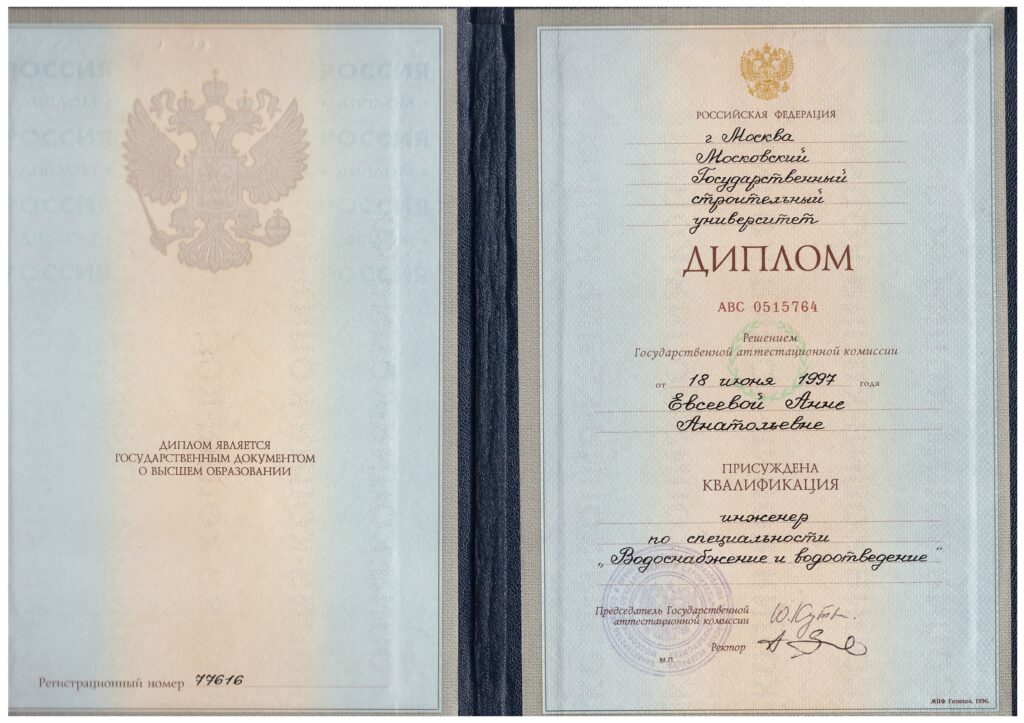 ДИПЛОМ ЯВЛЯЕТСЯ
ГОСУДАРСТВЕННЫМ ДОКУМЕНТОМ
О ВЫСШЕМ ОБРАЗОВАНИИ
Регистрационный номер 77616
РОССИЙСКАЯ ФЕДЕРАЦИЯ
г. Москва
Московский
Государственный
строительный
университет
ДИПЛОМ
АВС 0515764
Решением
Государственной аттестационной комиссии
от 18 июня 1997 года
Евсеевой Анне
Анатольевне
ПРИСУЖДЕНА
КВАЛИФИКАЦИЯ
инженер
по специальности
„Водоснабжение и водоотведение"
Председатель Государственной
аттестационной комиссии
Ректор
М.П.
МПФ Гознака. 1996.